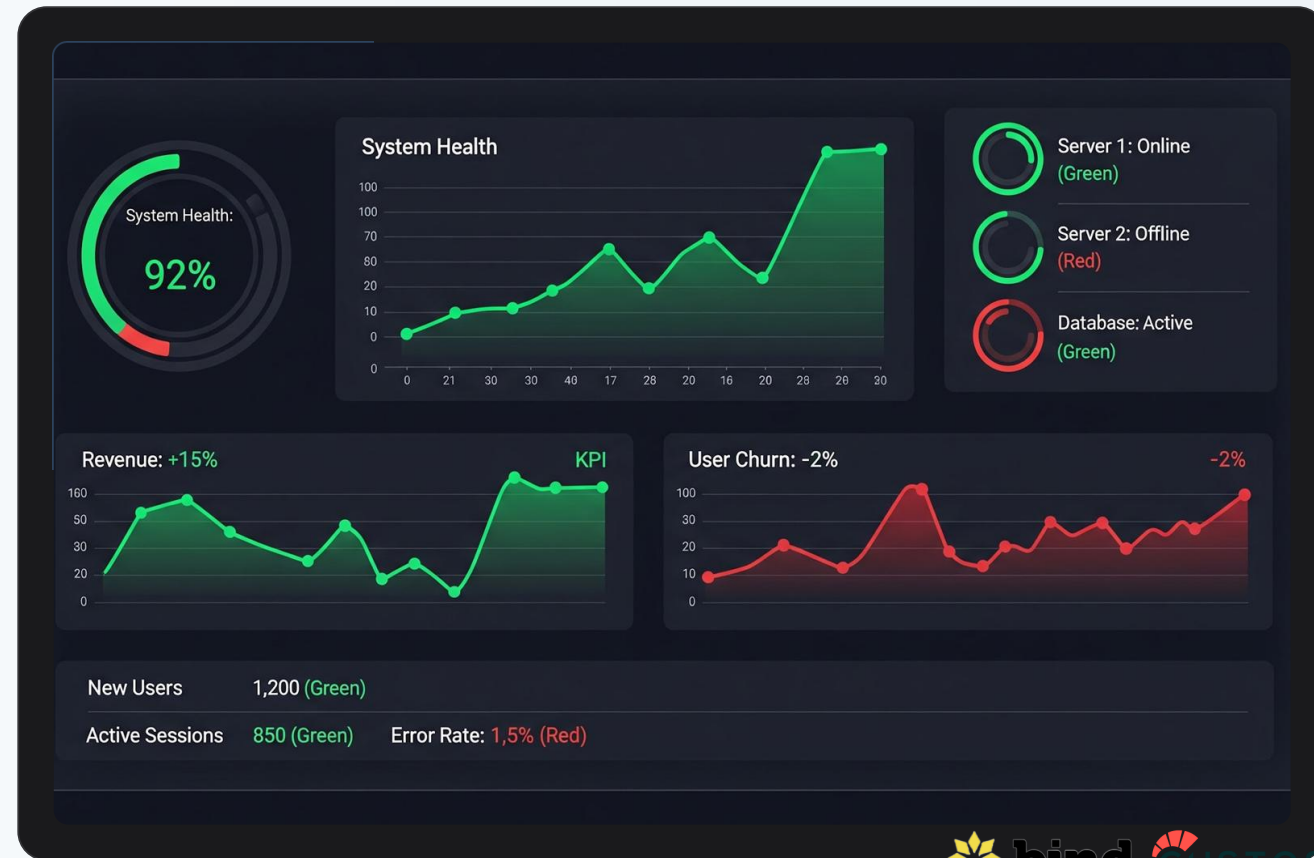 System Health:
92%
System Health
100
100
70
80
20
10
0
0
0 21 30 30 40 17 28 20 16 20 28 20 30
Server 1: Online
(Green)
Server 2: Offline
(Red)
Database: Active
(Green)
Revenue: +15%
KPI
160
50
30
20
0
User Churn: -2%
-2%
100
30
20
10
0
New Users 1,200 (Green)
Active Sessions 850 (Green) Error Rate: 1,5% (Red)